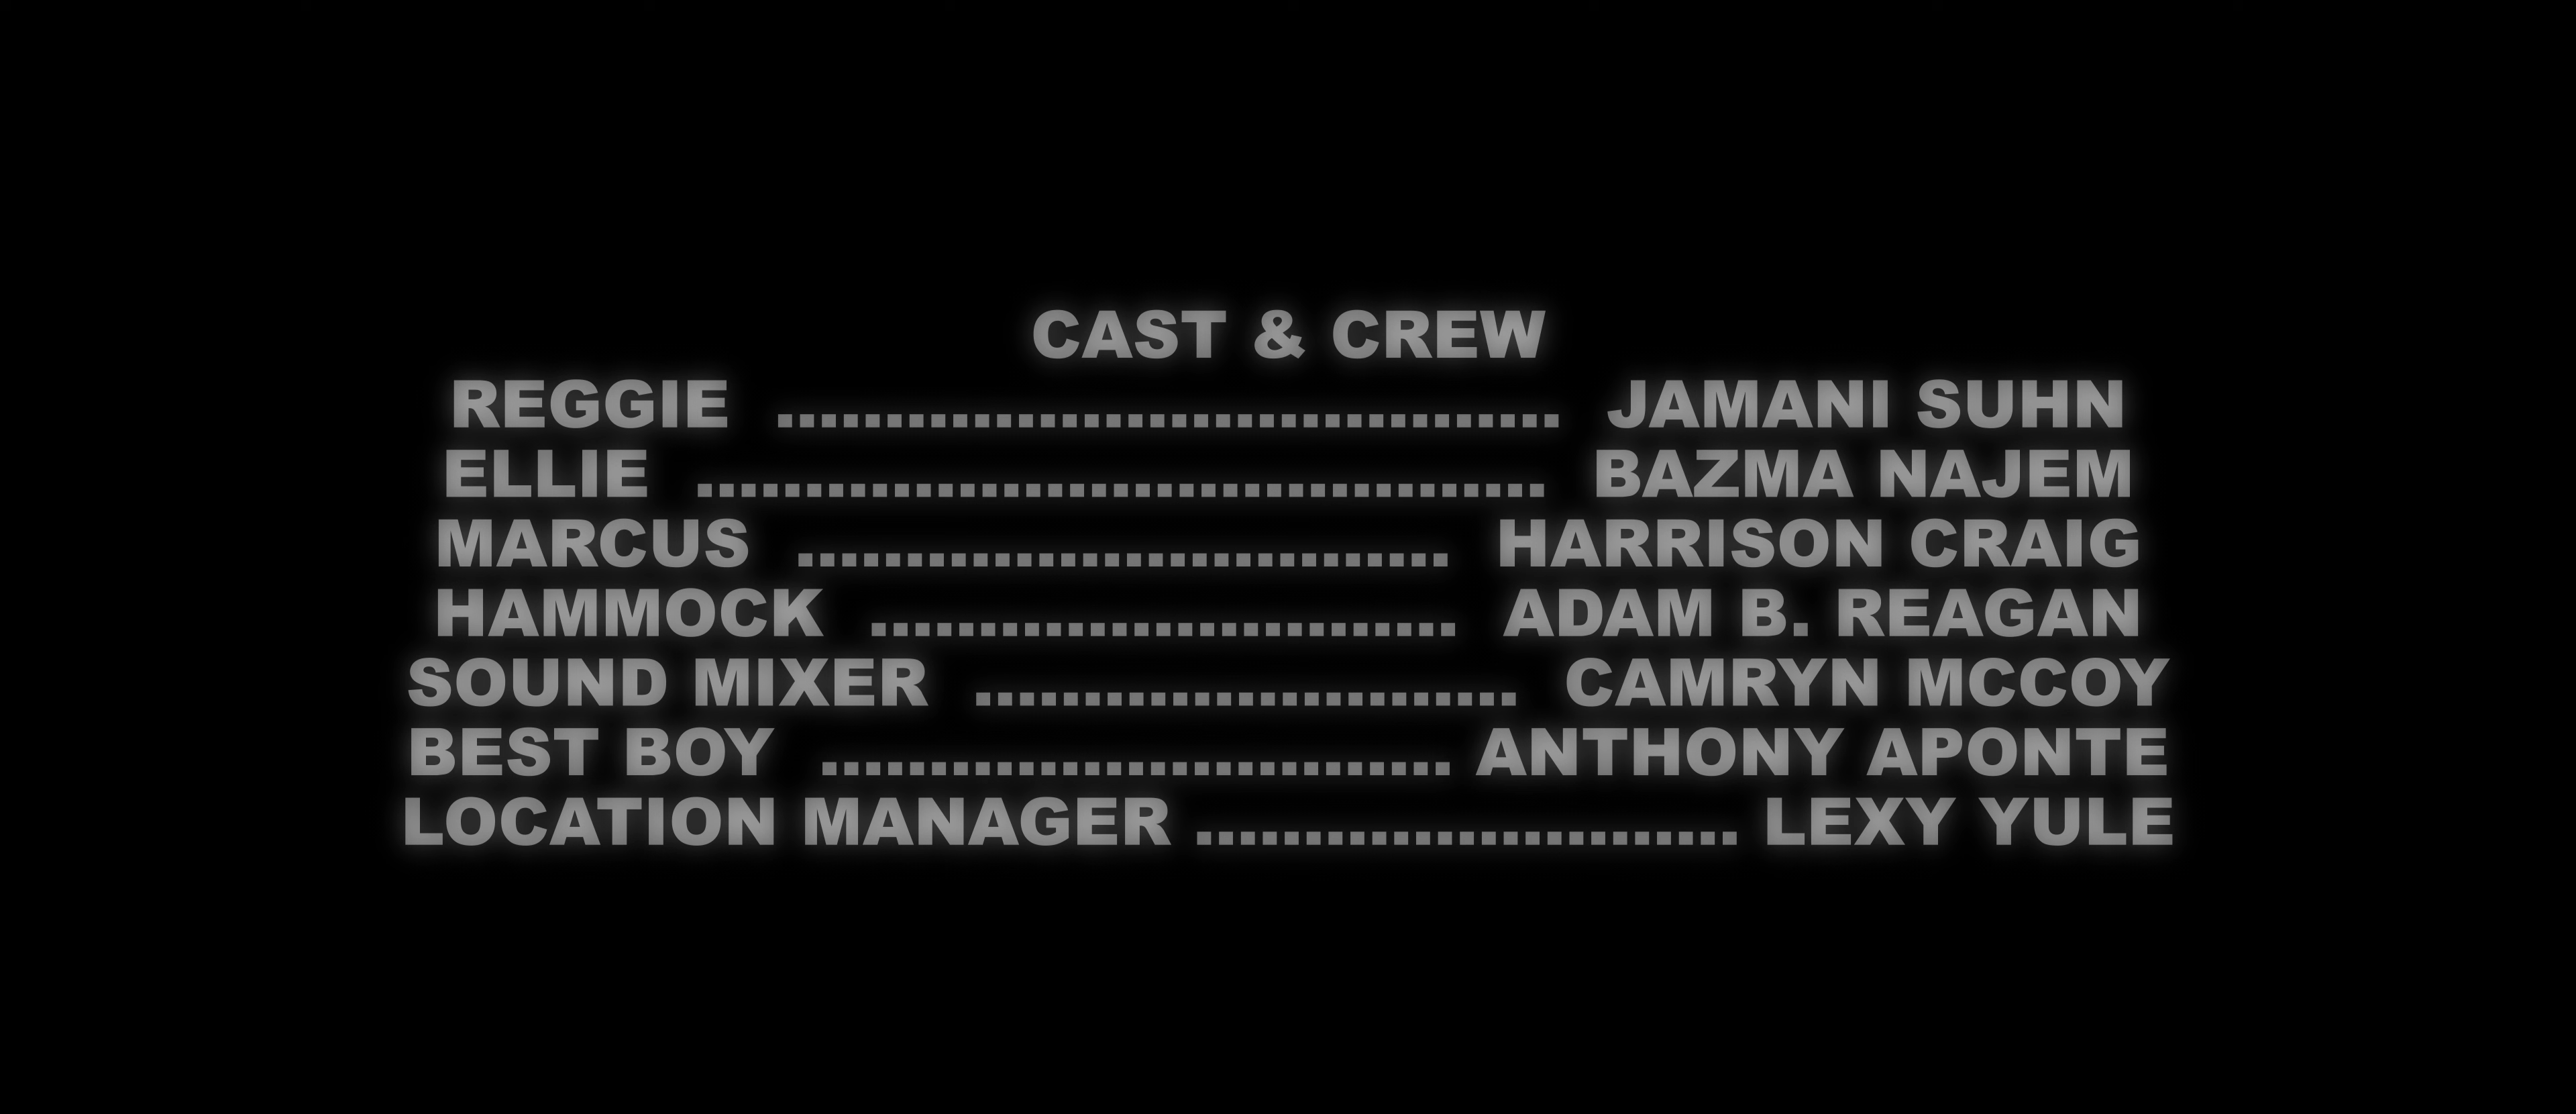 CAST & CREW
REGGIE .................................... JAMANI SUHN
ELLIE ....................................... BAZMA NAJEM
MARCUS .............................. HARRISON CRAIG
HAMMOCK ........................... ADAM B. REAGAN
SOUND MIXER ......................... CAMRYN MCCOY
BEST BOY ............................. ANTHONY APONTE
LOCATION MANAGER ......................... LEXY YULE